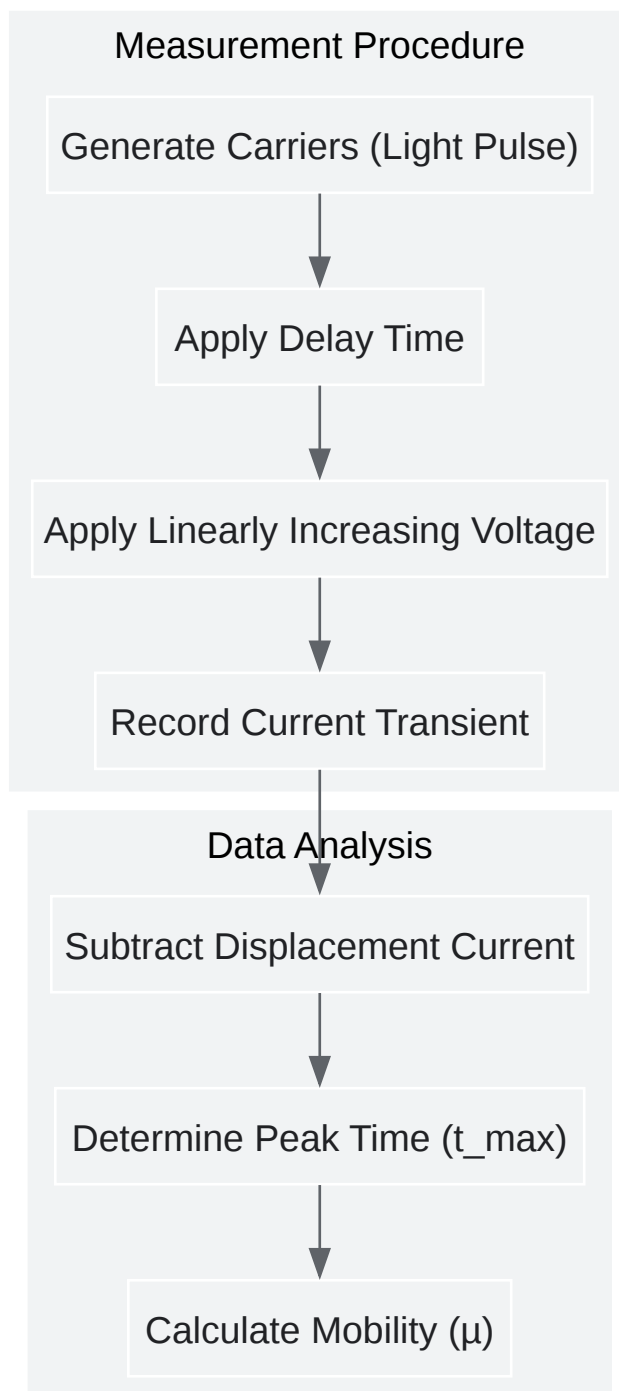 Measurement Procedure
Generate Carriers (Light Pulse)
Apply Delay Time
Apply Linearly Increasing Voltage
Record Current Transient
Data Analysis
Subtract Displacement Current
Determine Peak Time (t_max)
Calculate Mobility (μ)